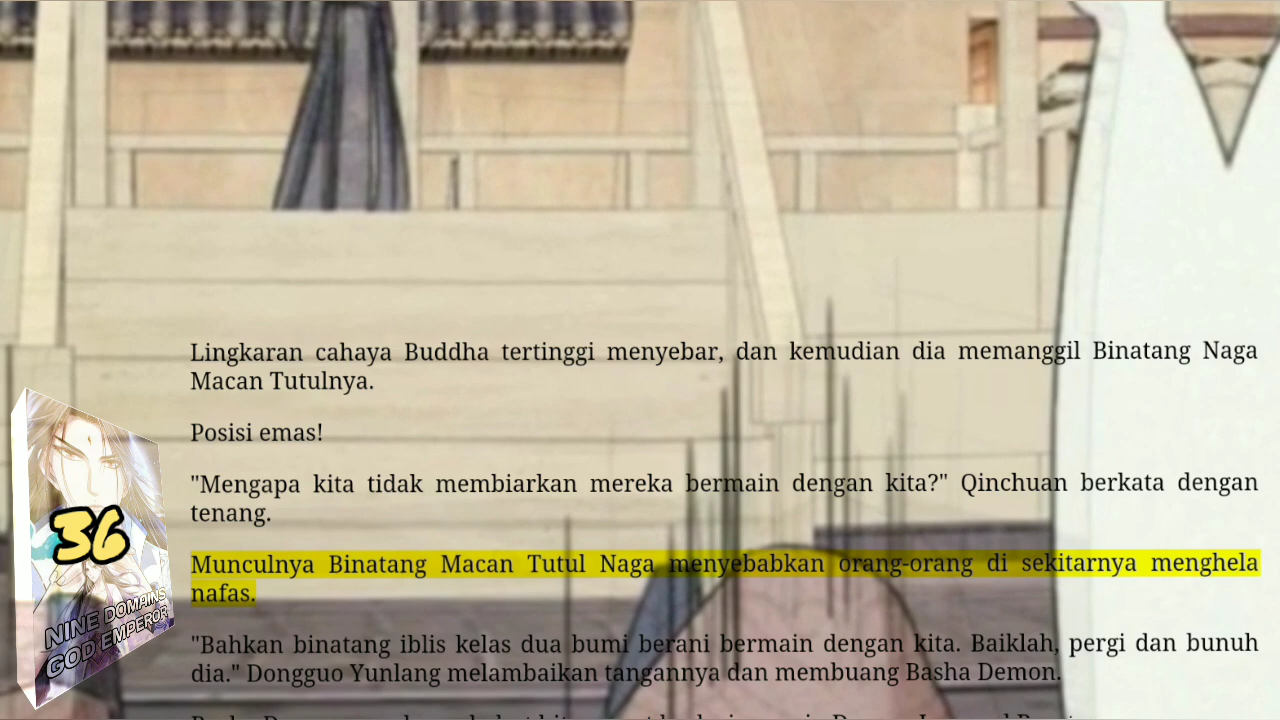 Lingkaran cahaya Buddha tertinggi menyebar, dan kemudian dia memanggil Binatang Naga
Macan Tutulnya.
Posisi emas!
"Mengapa kita tidak membiarkan mereka bermain dengan kita?" Qinchuan berkata dengan
tenang.
Munculnya Binatang Macan Tutul Naga menyebabkan orang-orang di sekitarnya menghela
nafas.
"Bahkan binatang iblis kelas dua bumi berani bermain dengan kita. Baiklah, pergi dan bunuh
dia." Dongguo Yunlang melambaikan tangannya dan membuang Basha Demon.
36
NINE DOMAINS
GOD EMPEROR